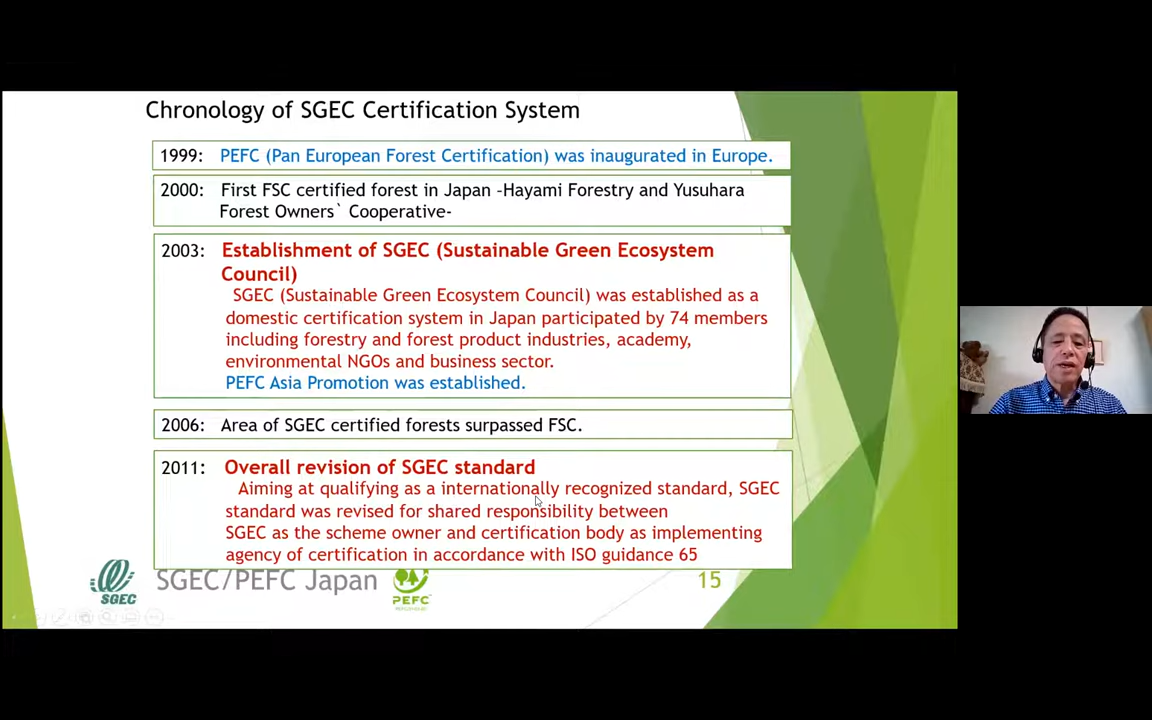 Chronology of SGEC Certification System
1999: PEFC (Pan European Forest Certification) was inaugurated in Europe.
2000: First FSC certified forest in Japan -Hayami Forestry and Yusuhara
Forest Owners` Cooperative-
2003: Establishment of SGEC (Sustainable Green Ecosystem
Council)
SGEC (Sustainable Green Ecosystem Council) was established as a
domestic certification system in Japan participated by 74 members
including forestry and forest product industries, academy,
environmental NGOs and business sector.
PEFC Asia Promotion was established.
2006: Area of SGEC certified forests surpassed FSC.
2011: Overall revision of SGEC standard
Aiming at qualifying as a internationally recognized standard, SGEC
standard was revised for shared responsibility between
SGEC as the scheme owner and certification body as implementing
agency of certification in accordance with ISO guidance 65
SGEC
SGEC/PEFC Japan
PEFC
15